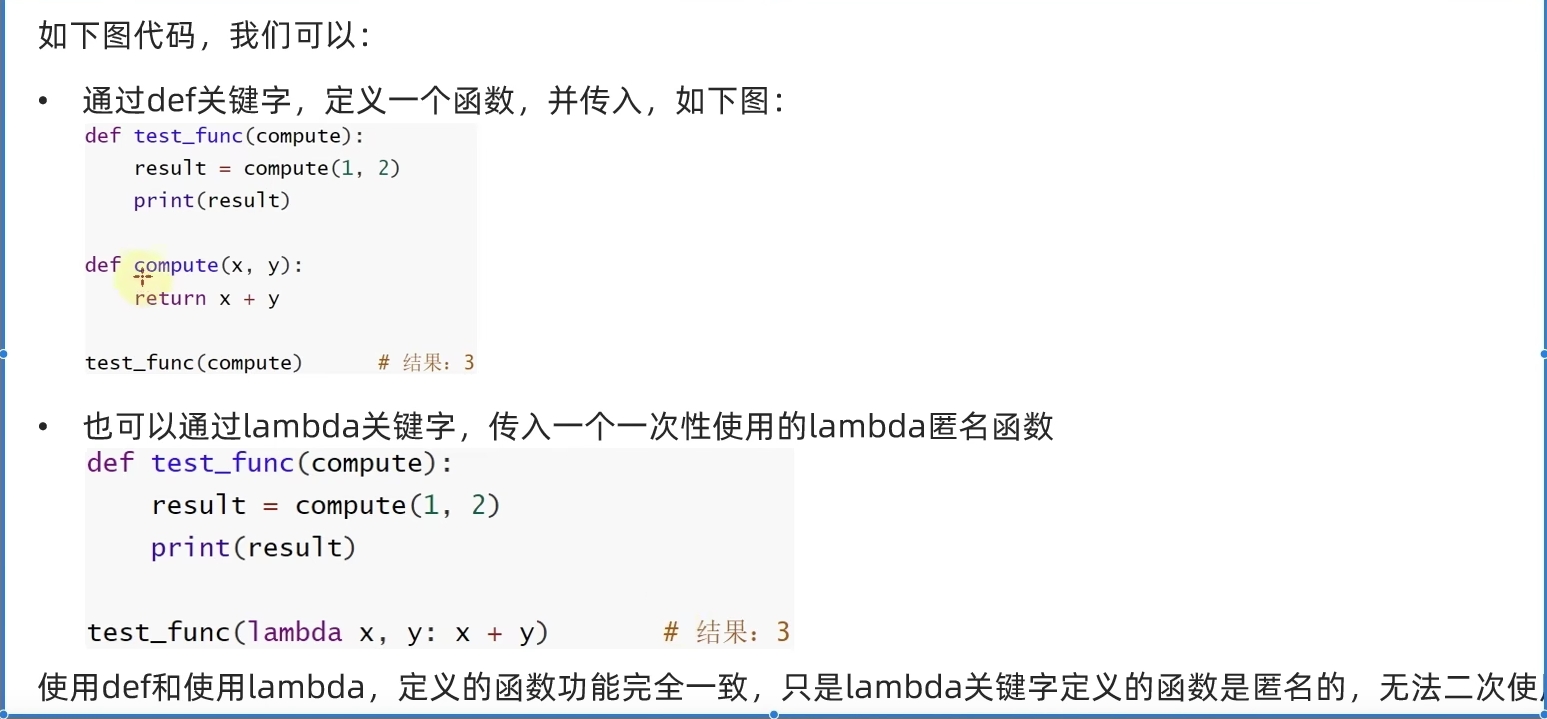 如下图代码，我们可以：
• 通过def关键字，定义一个函数，并传入，如下图：
def test_func(compute):
    result = compute(1, 2)
    print(result)
def compute(x, y):
    return x + y
test_func(compute)      # 结果：3
• 也可以通过lambda关键字，传入一个一次性使用的lambda匿名函数
def test_func(compute):
    result = compute(1, 2)
    print(result)
test_func(lambda x, y: x + y)       # 结果：3
使用def和使用lambda，定义的函数功能完全一致，只是lambda关键字定义的函数是匿名的，无法二次使